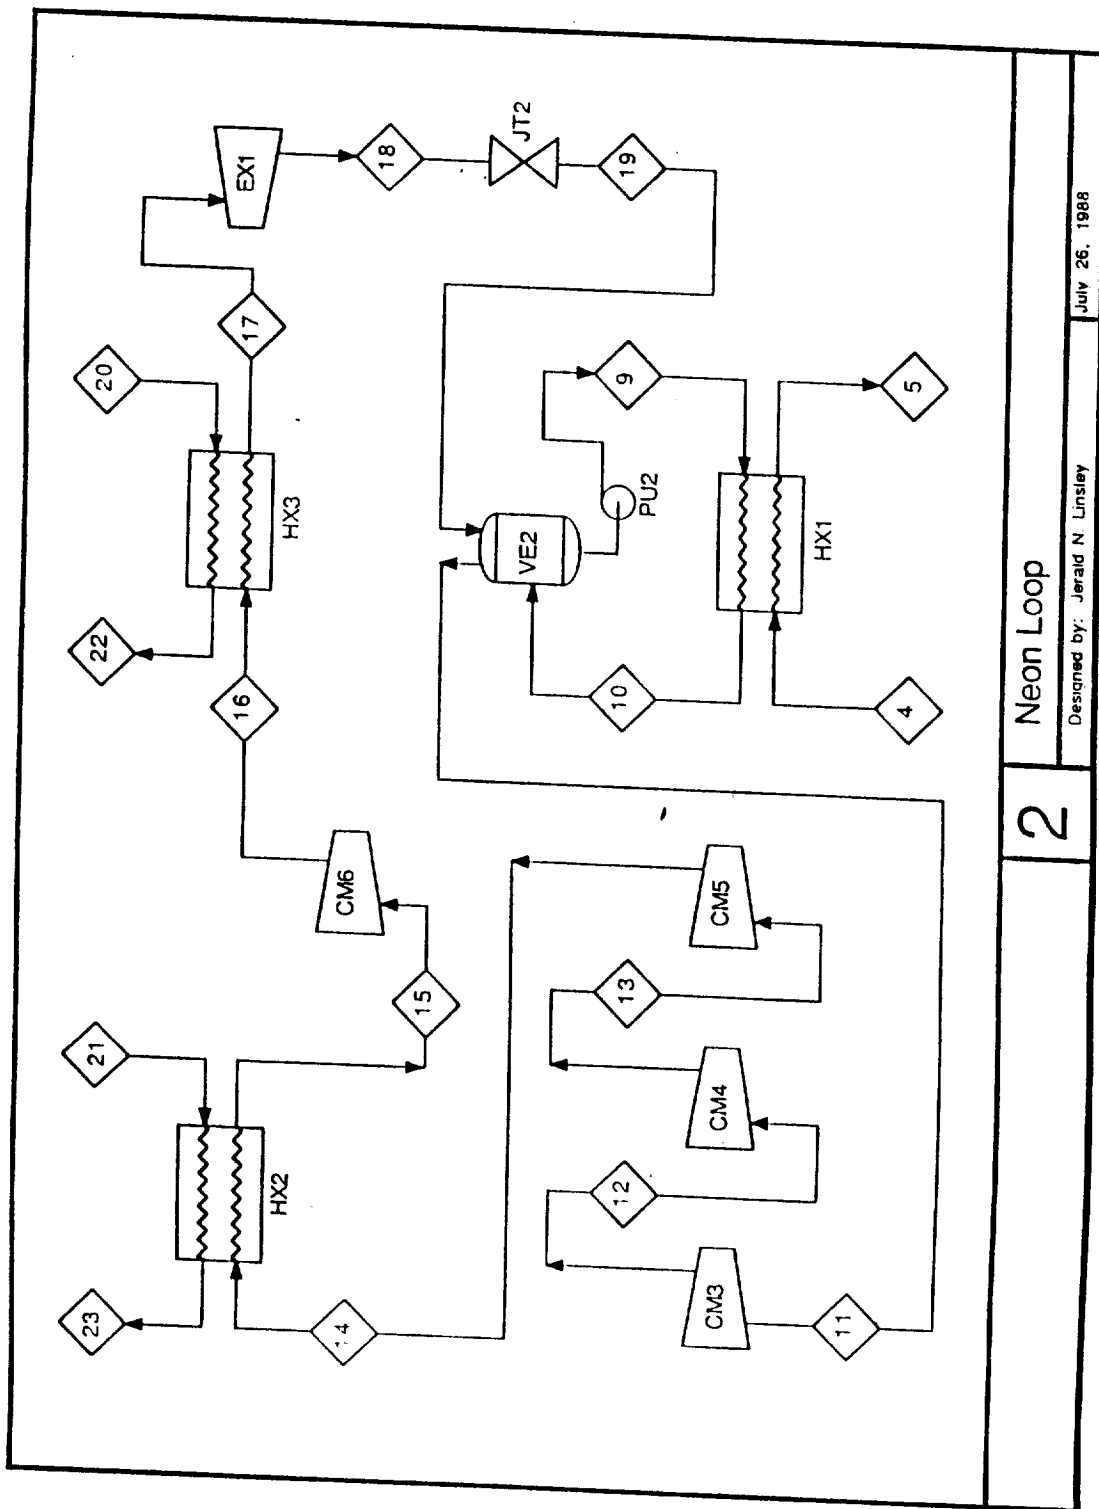 23
21
22
20
HX2
HX3
17
EX1
18
JT2
19
14
15
CM6
16
CM3
12
CM4
13
CM5
11
10
VE2
PU2
9
HX1
4
5
2
Neon Loop
Designed by: Jerald N. Linsley
July 26, 1988